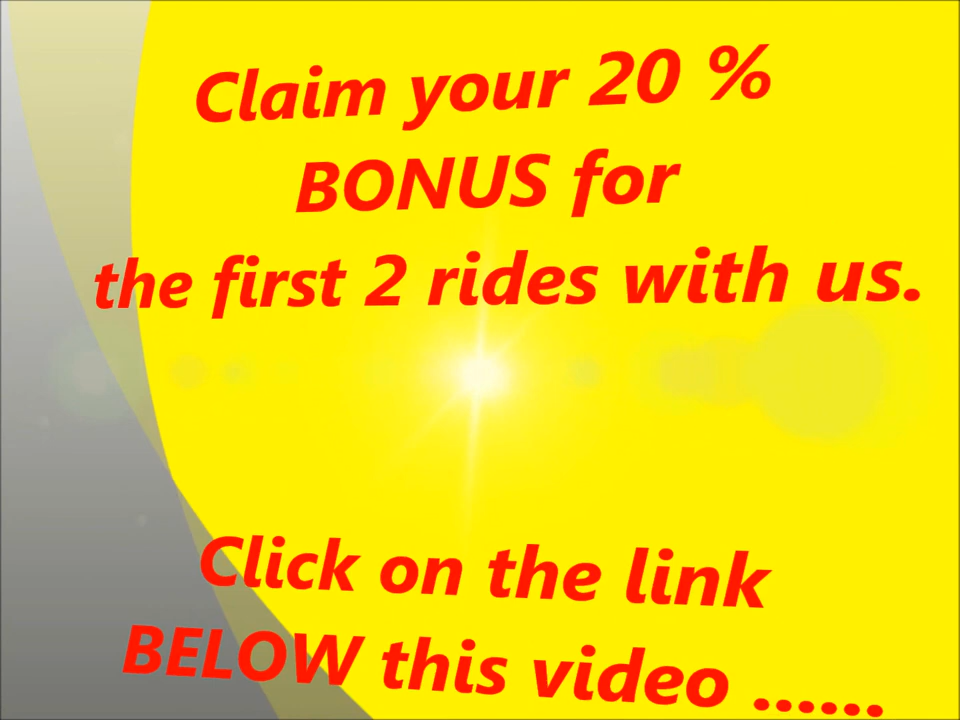 Claim your 20 %
BONUS for
the first 2 rides with us.
Click on the link
BELOW this video ......